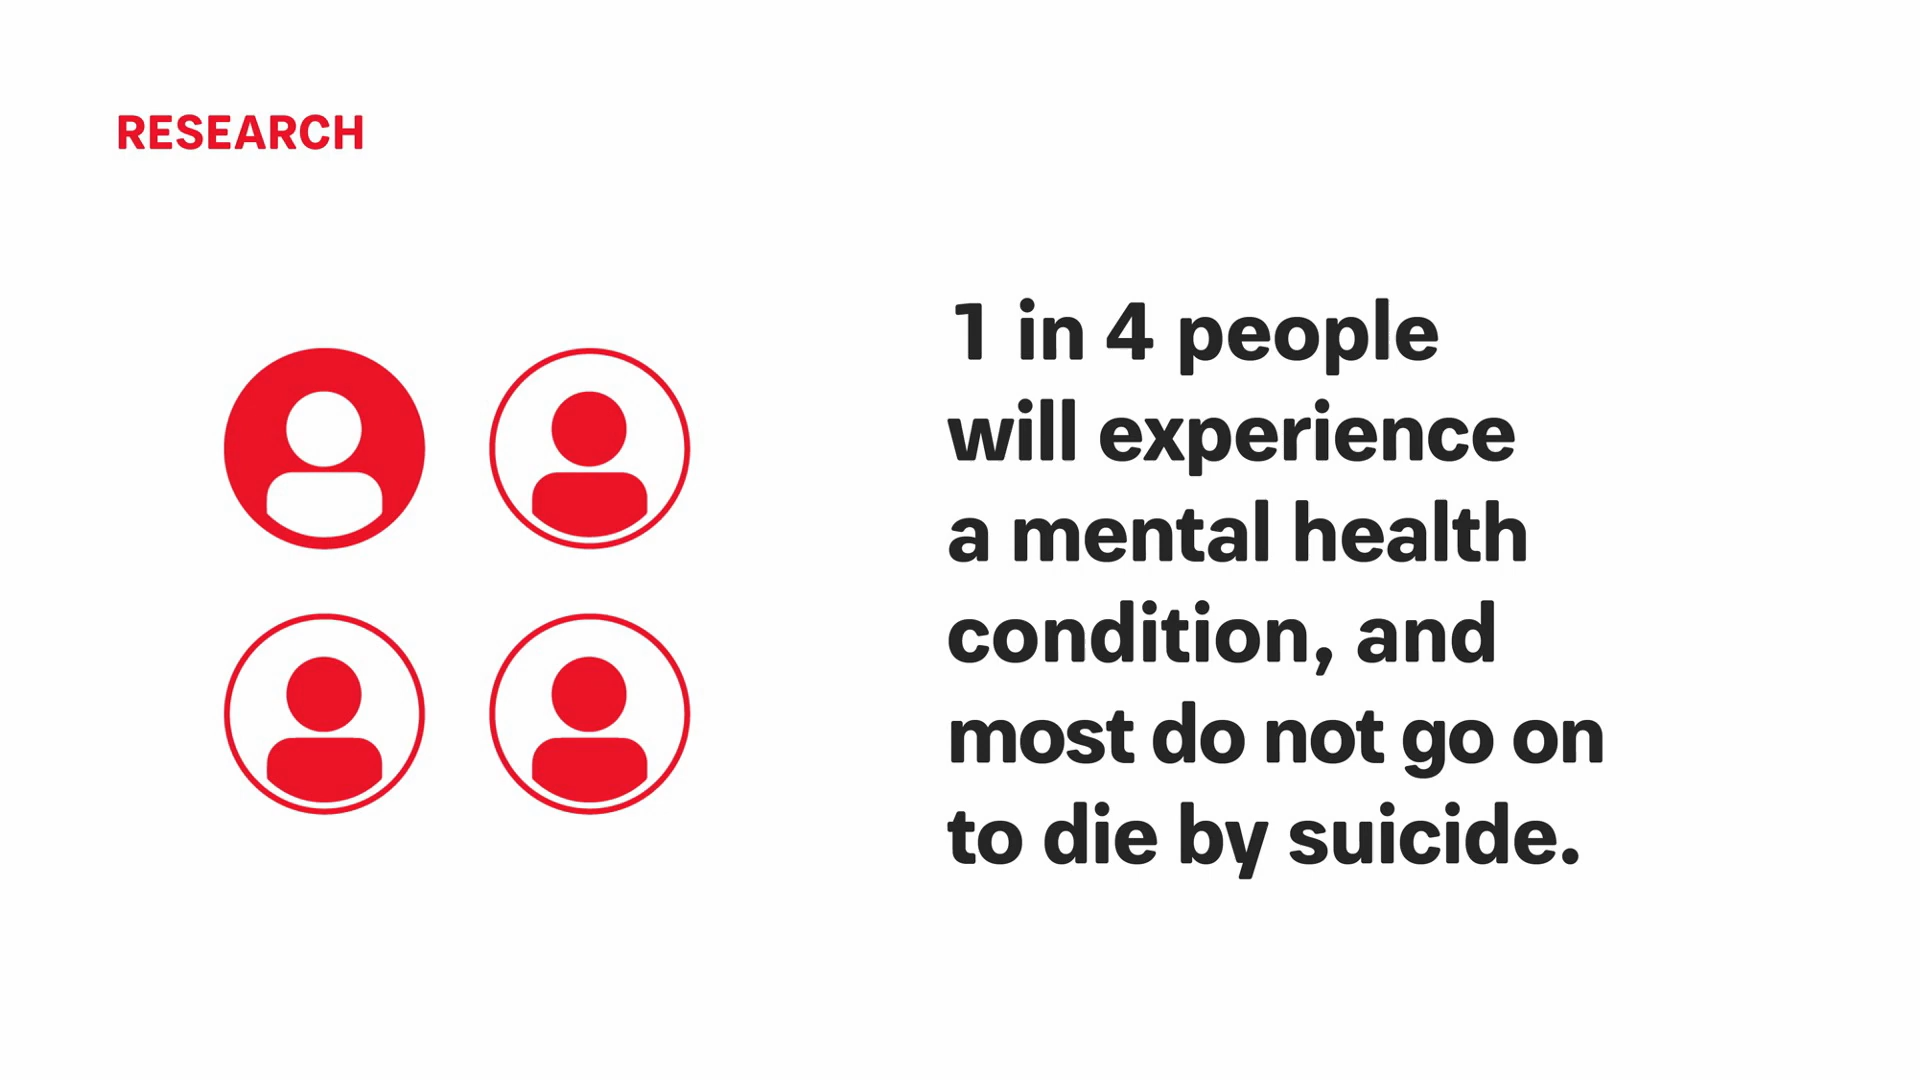 RESEARCH
1 in 4 people
will experience
a mental health
condition, and
most do not go on
to die by suicide.